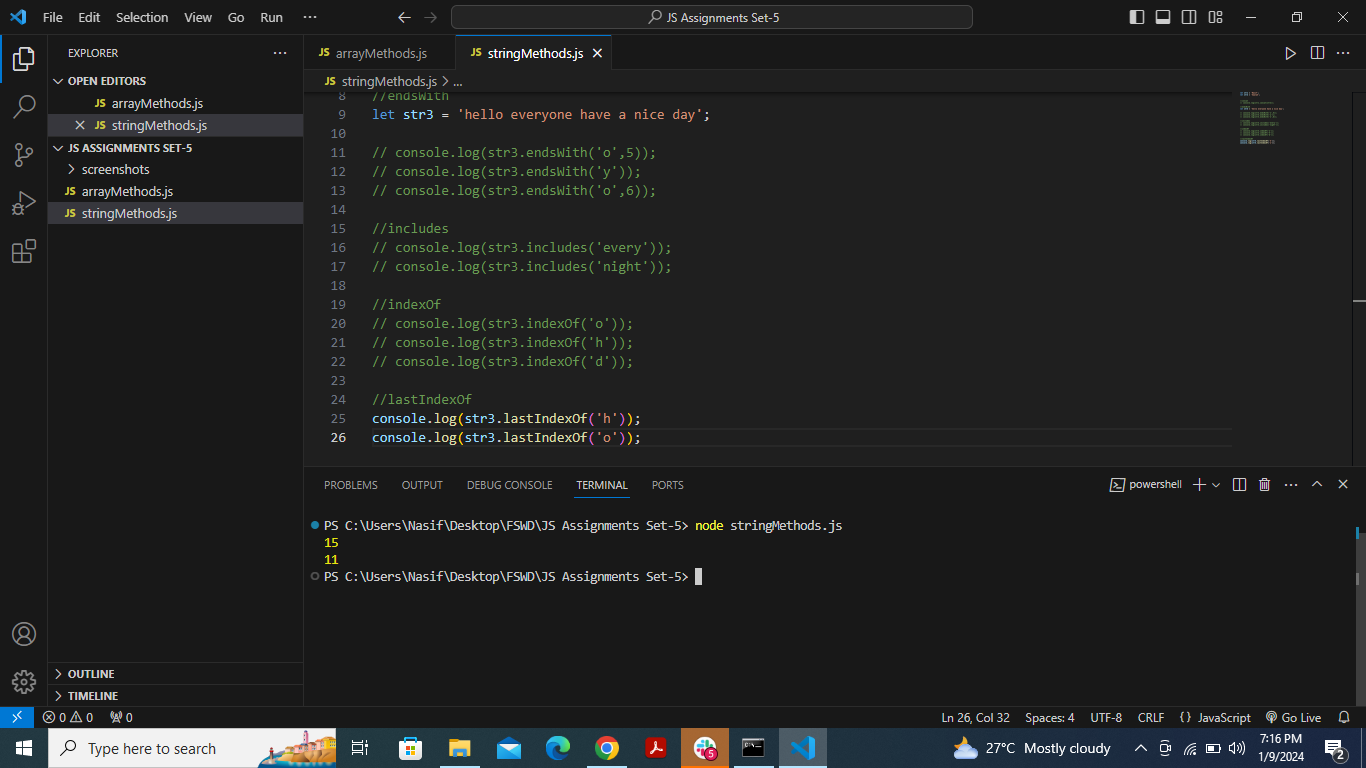 File Edit Selection View Go Run ··· JS Assignments Set-5
EXPLORER ···
OPEN EDITORS
JS arrayMethods.js
JS stringMethods.js
JS ASSIGNMENTS SET-5
screenshots
JS arrayMethods.js
JS stringMethods.js
OUTLINE
TIMELINE
JS arrayMethods.js JS stringMethods.js
JS stringMethods.js > ...
8 //endsWith
9 let str3 = 'hello everyone have a nice day';
10
11 // console.log(str3.endsWith('o',5));
12 // console.log(str3.endsWith('y'));
13 // console.log(str3.endsWith('o',6));
14
15 //includes
16 // console.log(str3.includes('every'));
17 // console.log(str3.includes('night'));
18
19 //indexOf
20 // console.log(str3.indexOf('o'));
21 // console.log(str3.indexOf('h'));
22 // console.log(str3.indexOf('d'));
23
24 //lastIndexOf
25 console.log(str3.lastIndexOf('h'));
26 console.log(str3.lastIndexOf('o'));
PROBLEMS OUTPUT DEBUG CONSOLE TERMINAL PORTS powershell
PS C:\Users\Nasif\Desktop\FSWD\JS Assignments Set-5> node stringMethods.js
15
11
PS C:\Users\Nasif\Desktop\FSWD\JS Assignments Set-5>
0 0 0 Ln 26, Col 32 Spaces: 4 UTF-8 CRLF {} JavaScript Go Live
Type here to search 5 27°C Mostly cloudy 7:16 PM
1/9/2024 2